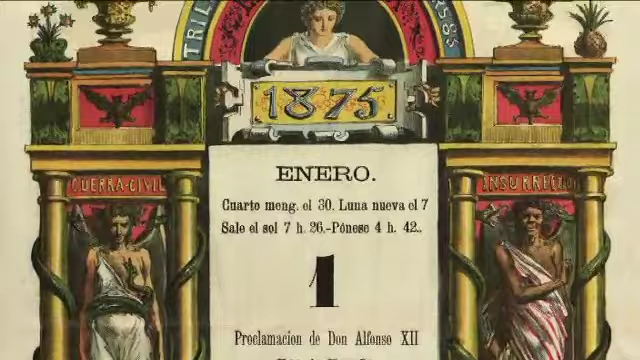 1875
GUERRA-CIVIL
ENERO.
Cuarto meng. el 30. Luna nueva el 7
Sale el sol 7 h. 26.-Pónese 4 h. 42.
1
Proclamacion de Don Alfonso XII